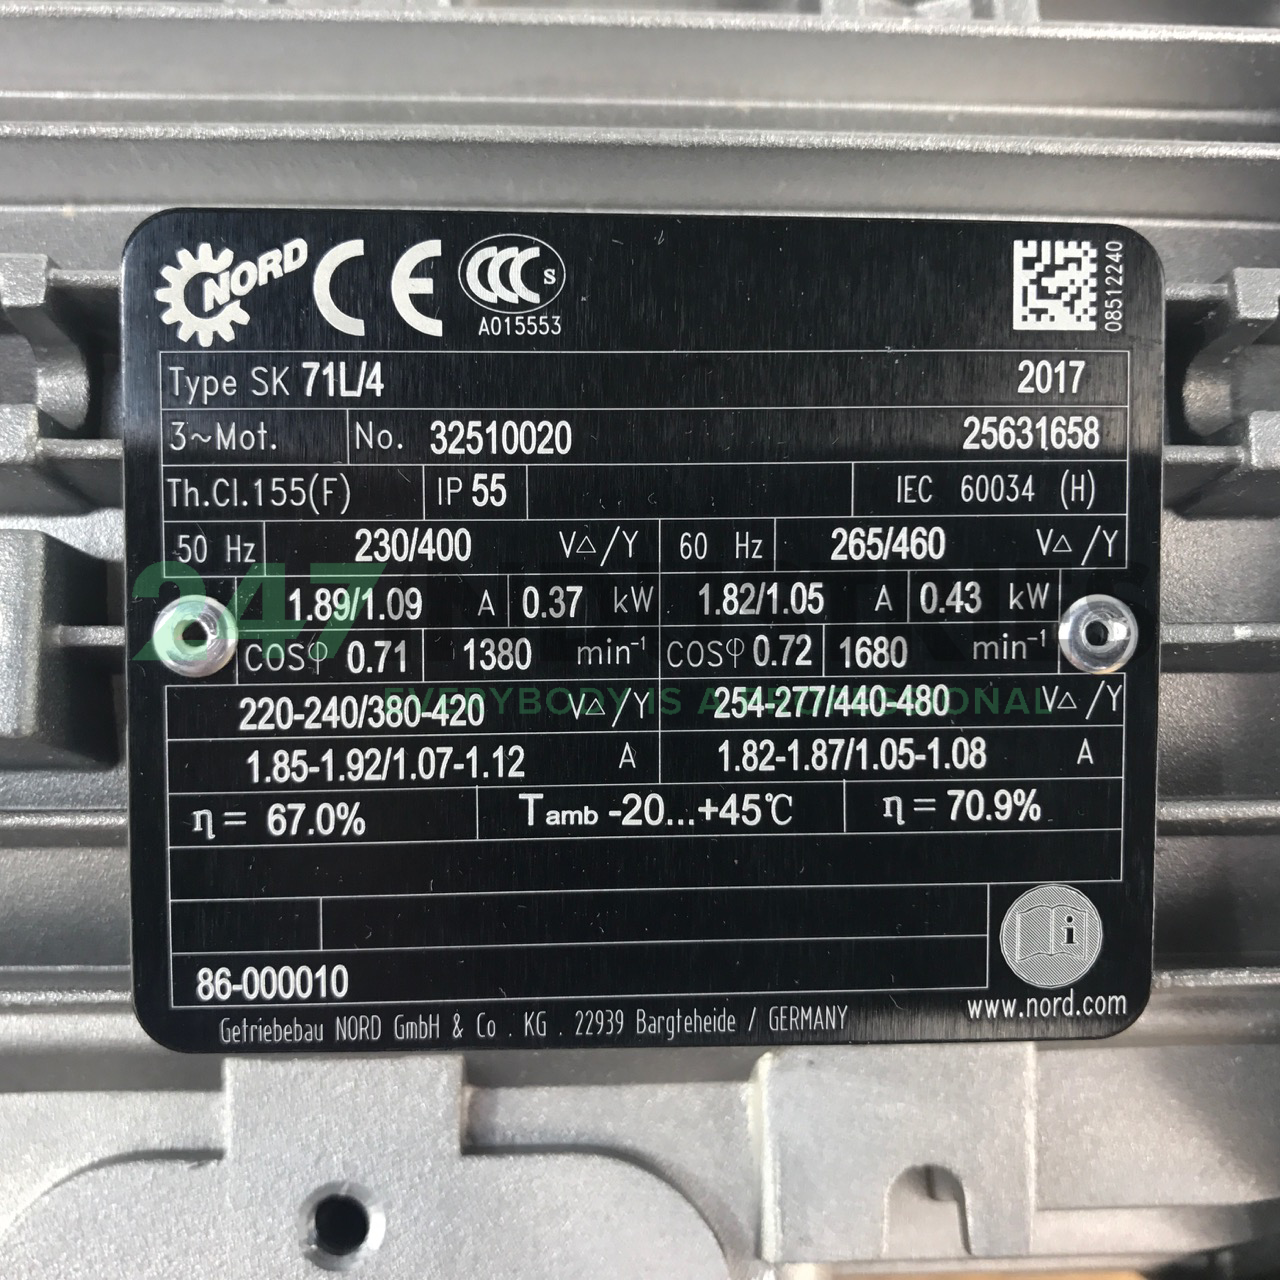 NORD CE CCC S
A015553
08512240
Type SK 71L/4 2017
3~Mot. No. 32510020 25631658
Th.Cl.155(F) IP 55 IEC 60034 (H)
50 Hz 230/400 V△/Y 60 Hz 265/460 V△/Y
1.89/1.09 A 0.37 kW 1.82/1.05 A 0.43 kW
cosφ 0.71 1380 min⁻¹ cosφ 0.72 1680 min⁻¹
220-240/380-420 V△/Y 254-277/440-480 V△/Y
1.85-1.92/1.07-1.12 A 1.82-1.87/1.05-1.08 A
η= 67.0% Tamb -20...+45℃ η= 70.9%
86-000010
i
www.nord.com
Getriebebau NORD GmbH & Co . KG . 22939 Bargteheide / GERMANY
247
EVERYBODY IS A PROFESSIONAL